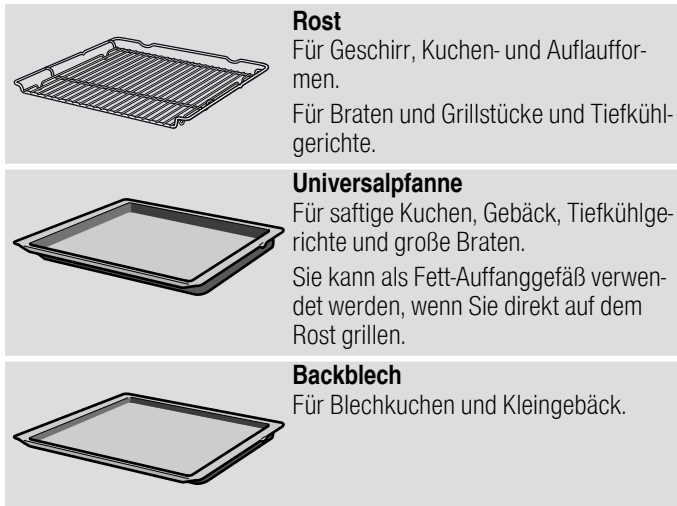 Rost
Für Geschirr, Kuchen- und Auflauffor-
men.
Für Braten und Grillstücke und Tiefkühl-
gerichte.
Universalpfanne
Für saftige Kuchen, Gebäck, Tiefkühlge-
richte und große Braten.
Sie kann als Fett-Auffanggefäß verwen-
det werden, wenn Sie direkt auf dem
Rost grillen.
Backblech
Für Blechkuchen und Kleingebäck.